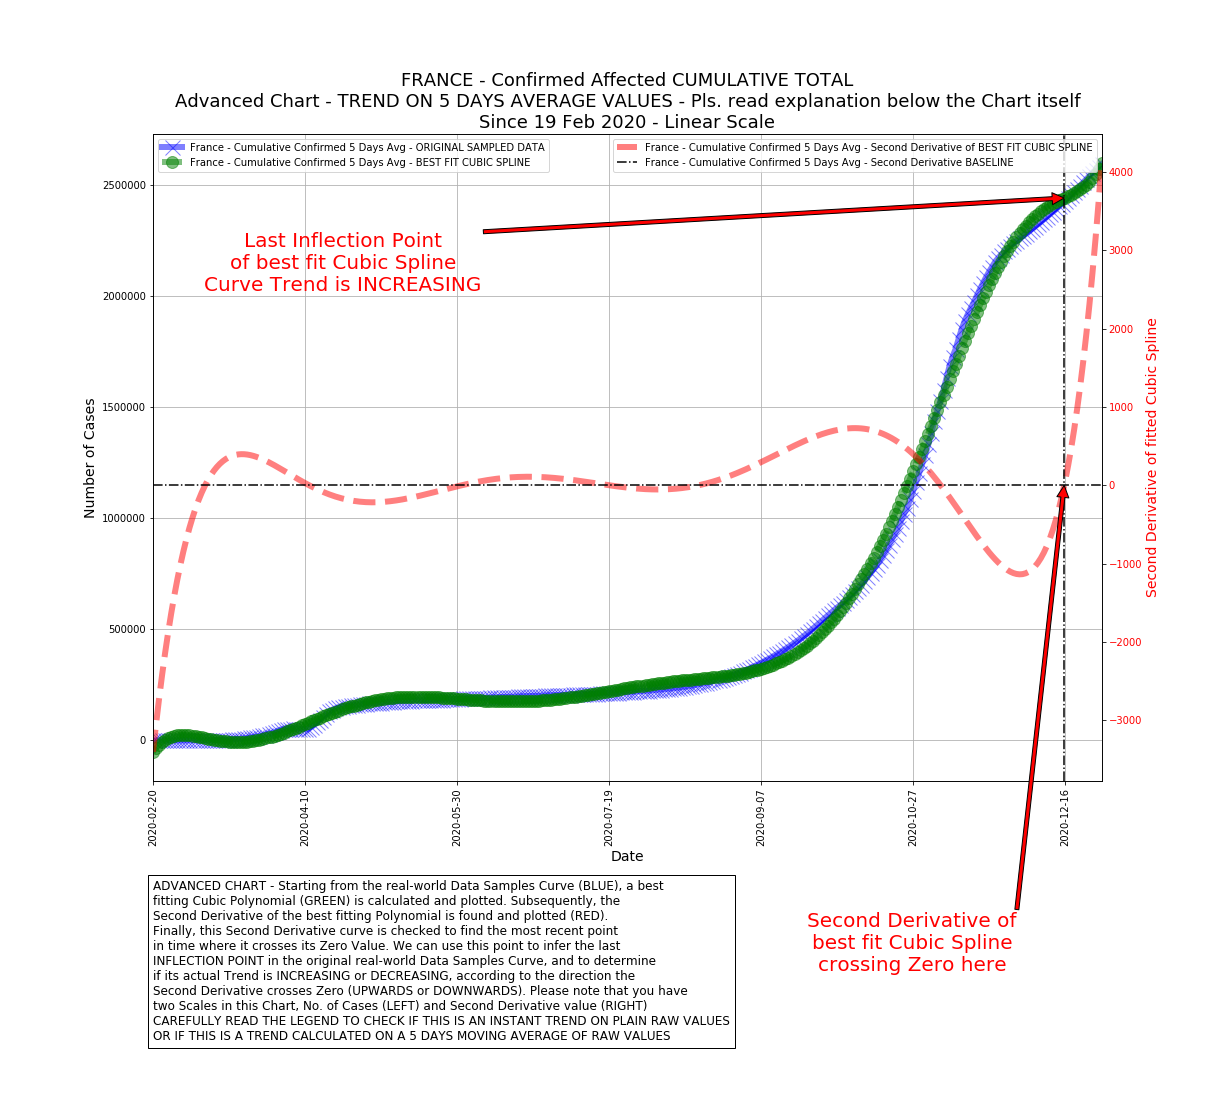 FRANCE - Confirmed Affected CUMULATIVE TOTAL
Advanced Chart - TREND ON 5 DAYS AVERAGE VALUES - Pls. read explanation below the Chart itself
Since 19 Feb 2020 - Linear Scale
France - Cumulative Confirmed 5 Days Avg - ORIGINAL SAMPLED DATA
France - Cumulative Confirmed 5 Days Avg - BEST FIT CUBIC SPLINE
France - Cumulative Confirmed 5 Days Avg - Second Derivative of BEST FIT CUBIC SPLINE
France - Cumulative Confirmed 5 Days Avg - Second Derivative BASELINE
Last Inflection Point
of best fit Cubic Spline
Curve Trend is INCREASING
Number of Cases
2500000
2000000
1500000
1000000
500000
0
4000
3000
2000
1000
0
−1000
−2000
−3000
Second Derivative of fitted Cubic Spline
2020-02-20
2020-04-10
2020-05-30
2020-07-19
2020-09-07
2020-10-27
2020-12-16
Date
Second Derivative of
best fit Cubic Spline
crossing Zero here
ADVANCED CHART - Starting from the real-world Data Samples Curve (BLUE), a best
fitting Cubic Polynomial (GREEN) is calculated and plotted. Subsequently, the
Second Derivative of the best fitting Polynomial is found and plotted (RED).
Finally, this Second Derivative curve is checked to find the most recent point
in time where it crosses its Zero Value. We can use this point to infer the last
INFLECTION POINT in the original real-world Data Samples Curve, and to determine
if its actual Trend is INCREASING or DECREASING, according to the direction the
Second Derivative crosses Zero (UPWARDS or DOWNWARDS). Please note that you have
two Scales in this Chart, No. of Cases (LEFT) and Second Derivative value (RIGHT)
CAREFULLY READ THE LEGEND TO CHECK IF THIS IS AN INSTANT TREND ON PLAIN RAW VALUES
OR IF THIS IS A TREND CALCULATED ON A 5 DAYS MOVING AVERAGE OF RAW VALUES